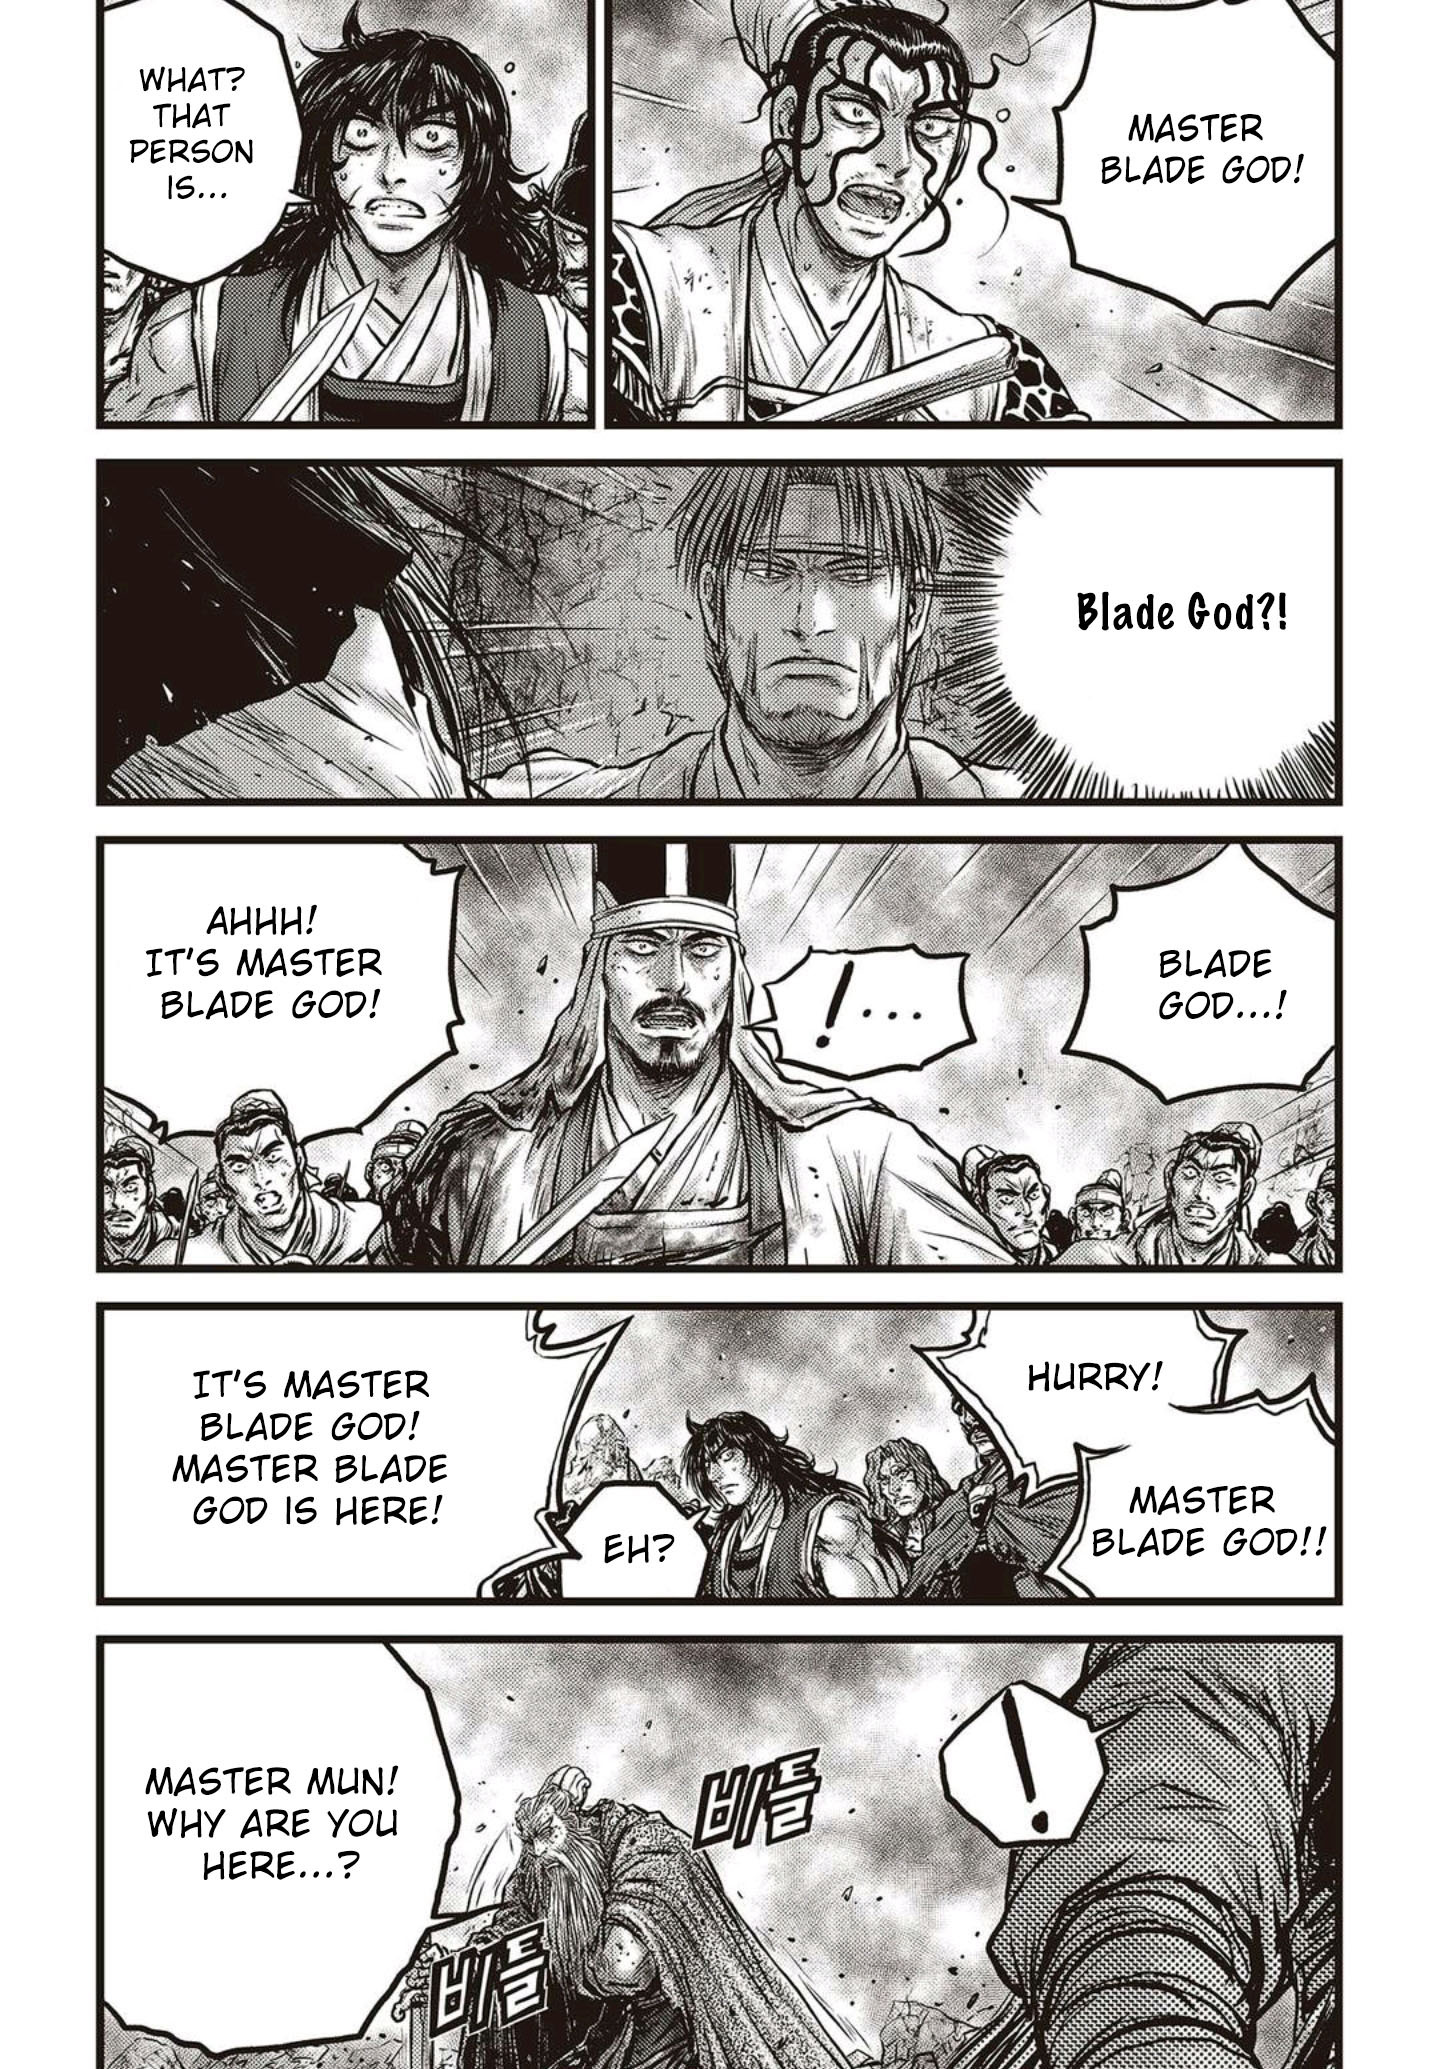 WHAT?
THAT
PERSON
IS...
MASTER
BLADE GOD!
Blade God?!
AHHH!
IT'S MASTER
BLADE GOD!
!...
BLADE
GOD...!
IT'S MASTER
BLADE GOD!
MASTER BLADE
GOD IS HERE!
EH?
HURRY!
MASTER
BLADE GOD!!
MASTER MUN!
WHY ARE YOU
HERE...?
비틀
비틀
!